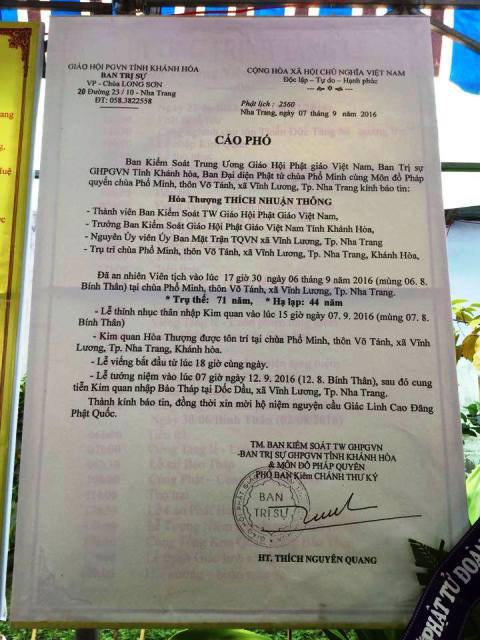 GIÁO HỘI PGVN TỈNH KHÁNH HÒA
BAN TRỊ SỰ
VP - Chùa LONG SƠN
20 Đường 23 / 10 - Nha Trang
ĐT: 058.3822558
CỘNG HÒA XÃ HỘI CHỦ NGHĨA VIỆT NAM
Độc lập – Tự do – Hạnh phúc
Phật lịch : 2560
Nha Trang, ngày 07 tháng 9 năm 2016
CÁO PHÓ
Ban Kiểm Soát Trung Ương Giáo Hội Phật giáo Việt Nam, Ban Trị sự
GHPGVN Tỉnh Khánh hòa, Ban Đại diện Phật tử chùa Phổ Minh cùng Môn đồ Pháp
quyến chùa Phổ Minh, thôn Võ Tánh, xã Vĩnh Lương, Tp. Nha Trang kính báo tin:
Hòa Thượng THÍCH NHUẬN THÔNG
- Thành viên Ban Kiểm Soát TW Giáo Hội Phật Giáo Việt Nam,
- Trưởng Ban Kiểm Soát Giáo Hội Phật Giáo Việt Nam Tỉnh Khánh Hòa,
- Nguyên Ủy viên Ủy Ban Mặt Trận TQVN xã Vĩnh Lương, Tp. Nha Trang
- Trụ trì chùa Phổ Minh, thôn Võ Tánh, xã Vĩnh Lương, Tp. Nha Trang, Khánh Hòa,
Đã an nhiên Viên tịch vào lúc 17 giờ 30 ngày 06 tháng 9 năm 2016 (mùng 06. 8.
Bính Thân) tại chùa Phổ Minh, thôn Võ Tánh, xã Vĩnh Lương, Tp. Nha Trang.
* Trụ thế: 71 năm, * Hạ lạp: 44 năm
- Lễ thỉnh nhục thân nhập Kim quan vào lúc 15 giờ ngày 07. 9. 2016 (mùng 07. 8.
Bính Thân)
- Kim quan Hòa Thượng được tôn trí tại chùa Phổ Minh, thôn Võ Tánh, xã Vĩnh
Lương, Tp. Nha Trang, Khánh hòa.
- Lễ viếng bắt đầu từ lúc 18 giờ cùng ngày.
- Lễ tưởng niệm vào lúc 07 giờ ngày 12. 9. 2016 (12. 8. Bính Thân), sau đó cung
tiễn Kim quan nhập Bảo Tháp tại Dốc Dầu, xã Vĩnh Lương, Tp. Nha Trang.
Thành kính báo tin, đồng thời xin mời hộ niệm nguyện cầu Giác Linh Cao Đăng
Phật Quốc.
TM. BAN KIỂM SOÁT TW GHPGVN
-BAN TRỊ SỰ GHPGVN TỈNH KHÁNH HÒA
& MÔN ĐỒ PHÁP QUYẾN
PHÓ BAN Kiêm CHÁNH THƯ KÝ
BAN
TRỊ SỰ
HT. THÍCH NGUYÊN QUANG
PHẬT TỬ ĐOÀN